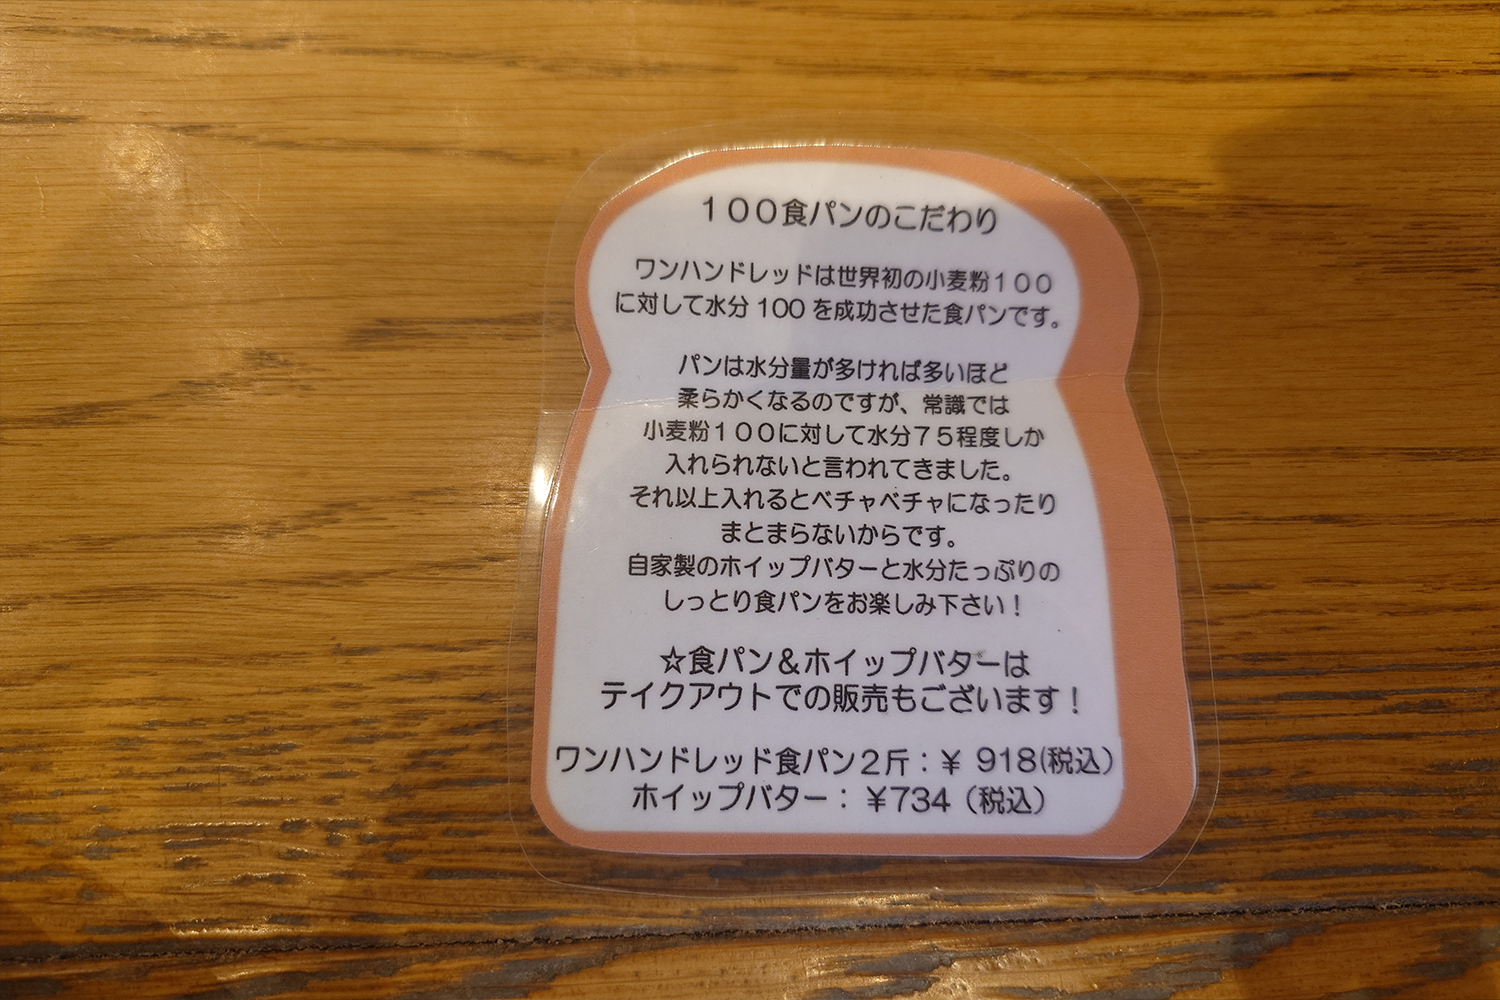 １００食パンのこだわり
ワンハンドレッドは世界初の小麦粉１００
に対して水分100を成功させた食パンです。
パンは水分量が多ければ多いほど
柔らかくなるのですが、常識では
小麦粉１００に対して水分７５程度しか
入れられないと言われてきました。
それ以上入れるとベチャベチャになったり
まとまらないからです。
自家製のホイップバターと水分たっぷりの
しっとり食パンをお楽しみ下さい！
☆食パン＆ホイップバターは
テイクアウトでの販売もございます！
ワンハンドレッド食パン２斤：￥918(税込)
ホイップバター：￥734（税込）